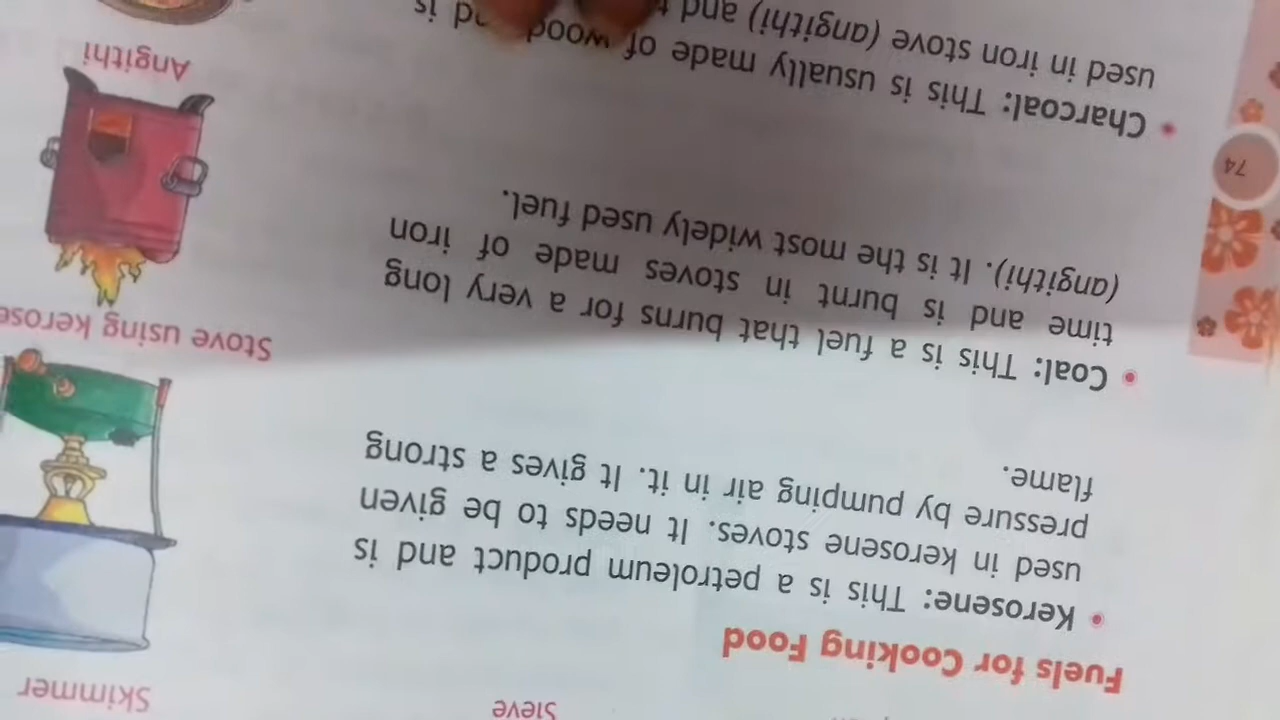 Sieve
Skimmer
Fuels for Cooking Food
• Kerosene: This is a petroleum product and is
used in kerosene stoves. It needs to be given
pressure by pumping air in it. It gives a strong
flame.
Stove using kerose
• Coal: This is a fuel that burns for a very long
time and is burnt in stoves made of iron
(angithi). It is the most widely used fuel.
Angithi
• Charcoal: This is usually made of wood is
used in iron stove (angithi) and
74